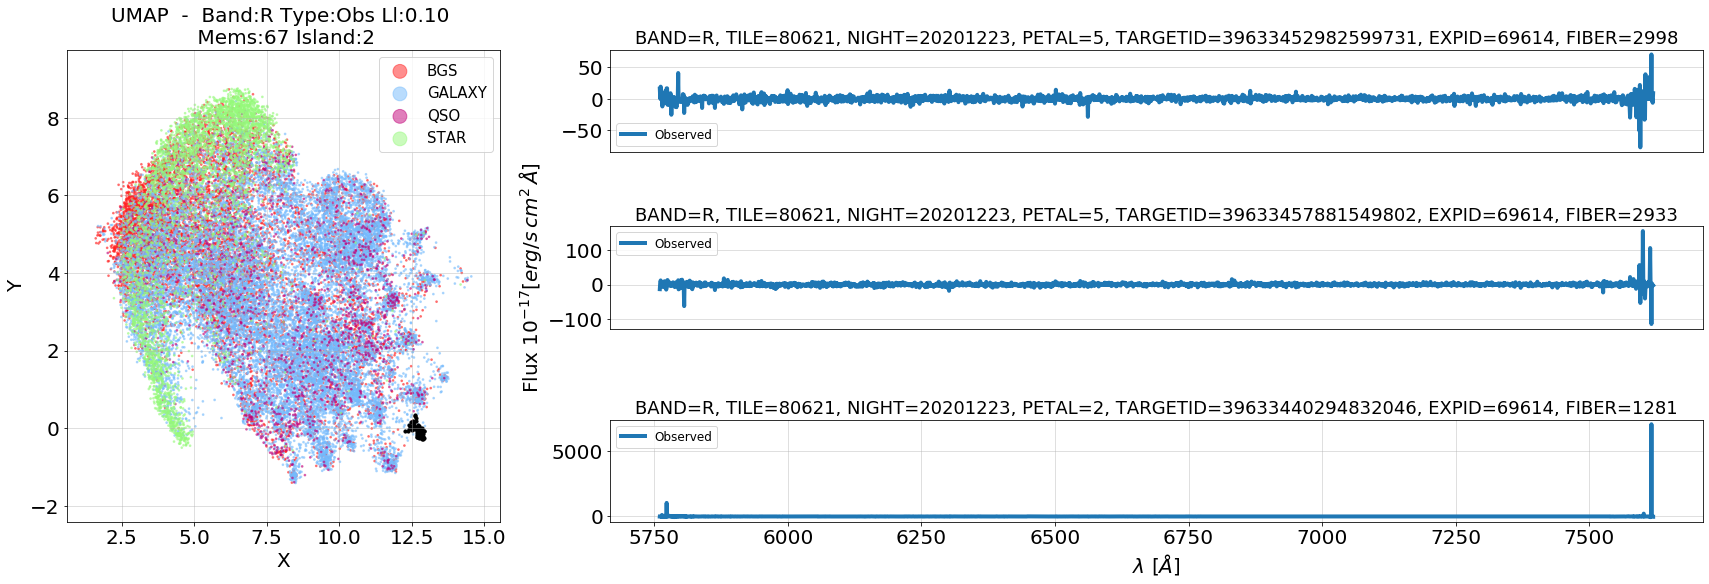 UMAP - Band:R Type:Obs Ll:0.10
Mems:67 Island:2
BGS
GALAXY
QSO
STAR
Y
8
6
4
2
0
−2
2.5 5.0 7.5 10.0 12.5 15.0
X
Flux 10⁻¹⁷[erg/s cm² Å]
BAND=R, TILE=80621, NIGHT=20201223, PETAL=5, TARGETID=39633452982599731, EXPID=69614, FIBER=2998
50
0
−50
Observed
BAND=R, TILE=80621, NIGHT=20201223, PETAL=5, TARGETID=39633457881549802, EXPID=69614, FIBER=2933
Observed
100
0
−100
BAND=R, TILE=80621, NIGHT=20201223, PETAL=2, TARGETID=39633440294832046, EXPID=69614, FIBER=1281
Observed
5000
0
5750 6000 6250 6500 6750 7000 7250 7500
λ [Å]